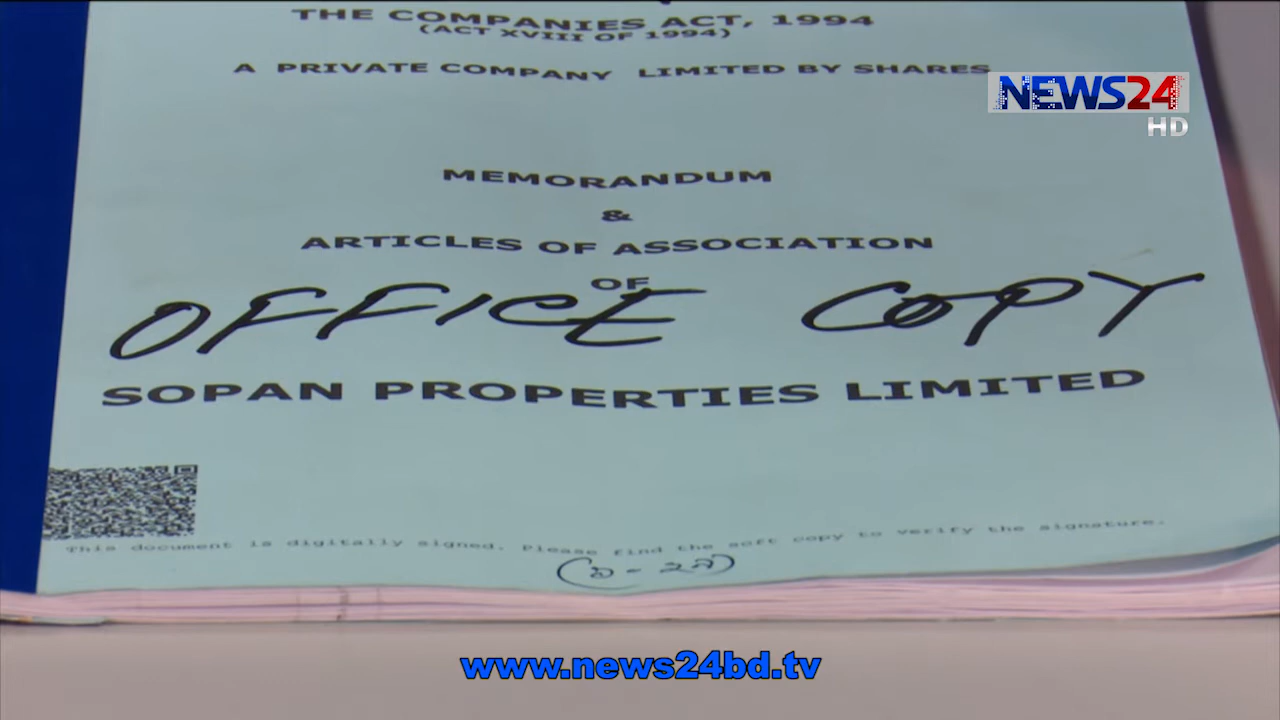 THE COMPANIES ACT, 1994
(ACT XVIII OF 1994)
A PRIVATE COMPANY LIMITED BY SHARES
NEWS24
HD
MEMORANDUM
&
ARTICLES OF ASSOCIATION
OF
OFFICE COPY
SOPAN PROPERTIES LIMITED
This document is digitally signed. Please find the soft copy to verify the signature.
www.news24bd.tv